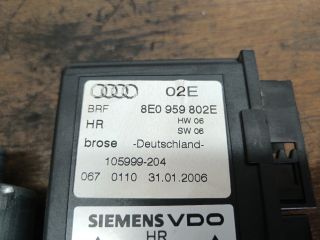 02E
BRF 8E0 959 802E
HR HW 06
SW 06
brose -Deutschland-
105999-204
067 0110 31.01.2006
SIEMENS VDO
HR